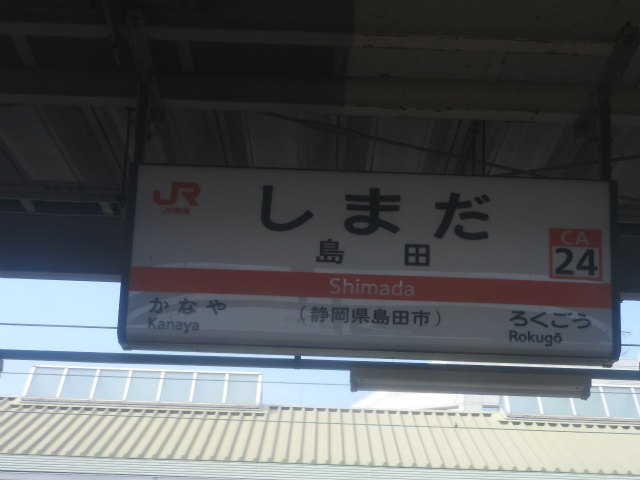 JR
JR東海
しまだ
島田
CA
24
Shimada
かなや
Kanaya
(静岡県島田市)
ろくごう
Rokugō